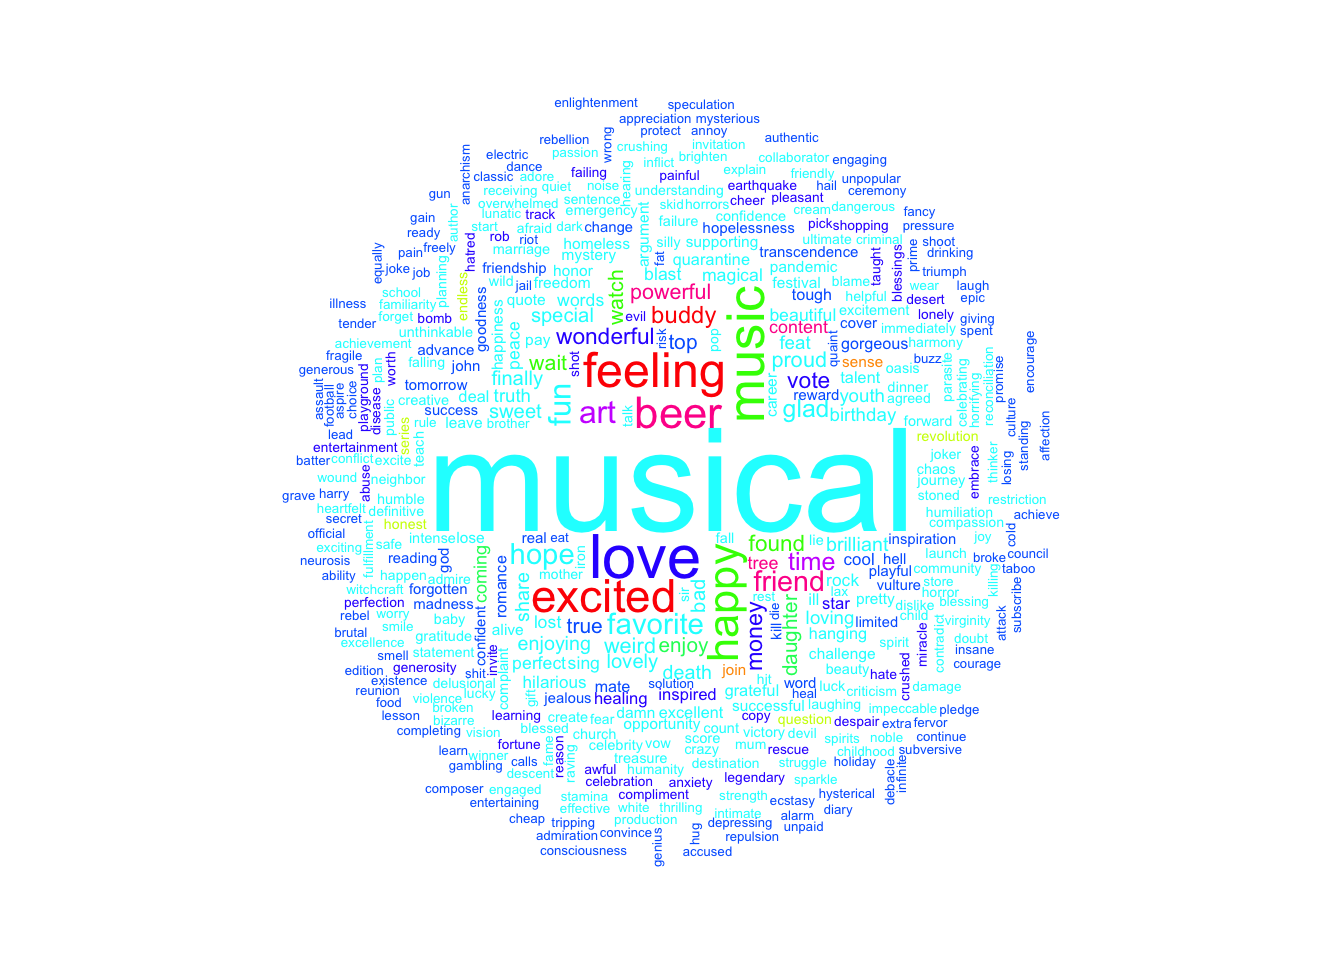 enlightenment speculation
appreciation mysterious
rebellion wrong protect annoy authentic
electric passion crushing invitation
anarchism dance inflict brighten collaborator engaging
classic adore failing hearing painful explain friendly unpopular
gun receiving quiet noise understanding earthquake hail ceremony
overwhelmed sentence skid horrors cheer pleasant
gain author lunatic track emergency argument failure confidence cream dangerous fancy
ready start afraid dark change hopelessness pick shopping pressure
equally pain freely hatred rob riot homeless silly supporting ultimate criminal prime shoot
marriage mystery fat quarantine transcendence taught drinking
joke job planning friendship honor blast magical pandemic blessings triumph
school endless wild jail freedom watch powerful festival blame wear desert laugh
illness familiarity goodness quote words music tough helpful epic
forget bomb special evil buddy beautiful excitement lonely giving
tender unthinkable happiness peace content cover immediately spent
achievement advance pay wonderful risk top pop feat quaint gorgeous harmony encourage
fragile plan worth falling john wait shot proud sense buzz parasite reconciliation
generous finally feeling career talent oasis celebrating horrifying promise
assault football aspire choice playground disease tomorrow deal truth fun vote reward youth dinner agreed
creative sweet art talk beer glad birthday culture
public success leave brother forward
lead rule revolution standing affection
entertainment series musical joker embrace thinker losing
batter conflict excite teach chaos
wound abuse neighbor journey
grave harry humble stoned restriction
heartfelt definitive humiliation achieve
secret honest compassion
official intense lose real eat love fall found lie brilliant inspiration joy cold
exciting safe god hope iron tree time cool hell launch broke council
neurosis fulfillment reading coming mother happy friend rock playful community taboo
ability happen admire romance share excited sir bad rest lax vulture store killing
witchcraft forgotten kill die ill pretty horror subscribe
perfection madness star dislike blessing attack
rebel worry baby confident alive lost true favorite money daughter loving limited child virginity
brutal smile gratitude hanging spirit contradict doubt
excellence statement invite enjoying weird enjoy challenge miracle insane
smell complaint perfect sing lovely join beauty hate crushed courage
edition generosity shit death
existence delusional hilarious solution hjt word luck criticism damage
reunion lucky gift mate inspired grateful heal
food violence jealous healing successful laughing impeccable pledge
lesson broken learning create fear damn excellent copy question despair extra fervor
bizarre blessed opportunity count
completing vision church score victory devil spirits noble continue
learn fortune fame reason celebrity vow crazy mum rescue childhood subversive
winner calls raving treasure
gambling descent awful humanity destination struggle holiday debacle infinite
celebration anxiety legendary sparkle
composer engaged stamina compliment strength ecstasy hysterical
entertaining effective white thrilling intimate alarm diary
cheap tripping production depressing unpaid
admiration convince genius hug repulsion
consciousness accused